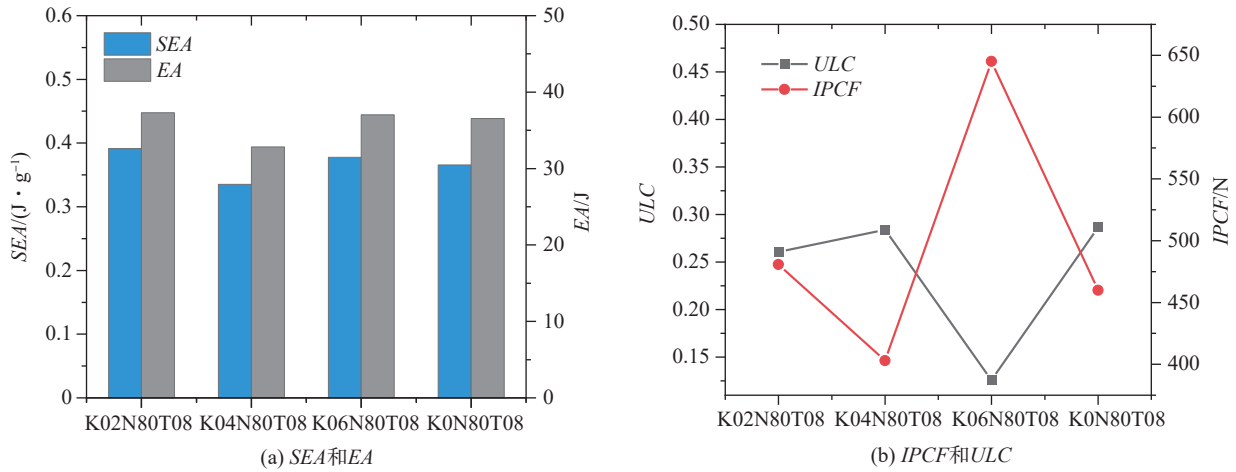 0.6
0.5
0.4
0.3
0.2
0.1
0
SEA/(J·g⁻¹)
SEA
EA
50
40
30
20
10
0
EA/J
K02N80T08 K04N80T08 K06N80T08 K0N80T08
(a) SEA和EA
0.50
0.45
0.40
0.35
0.30
0.25
0.20
0.15
ULC
ULC
IPCF
650
600
550
500
450
400
IPCF/N
K02N80T08 K04N80T08 K06N80T08 K0N80T08
(b) IPCF和ULC